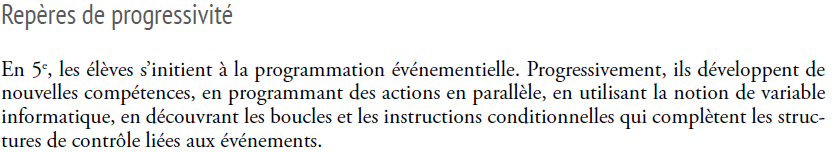 Repères de progressivité
En 5e, les élèves s'initient à la programmation événementielle. Progressivement, ils développent de
nouvelles compétences, en programmant des actions en parallèle, en utilisant la notion de variable
informatique, en découvrant les boucles et les instructions conditionnelles qui complètent les struc-
tures de contrôle liées aux événements.